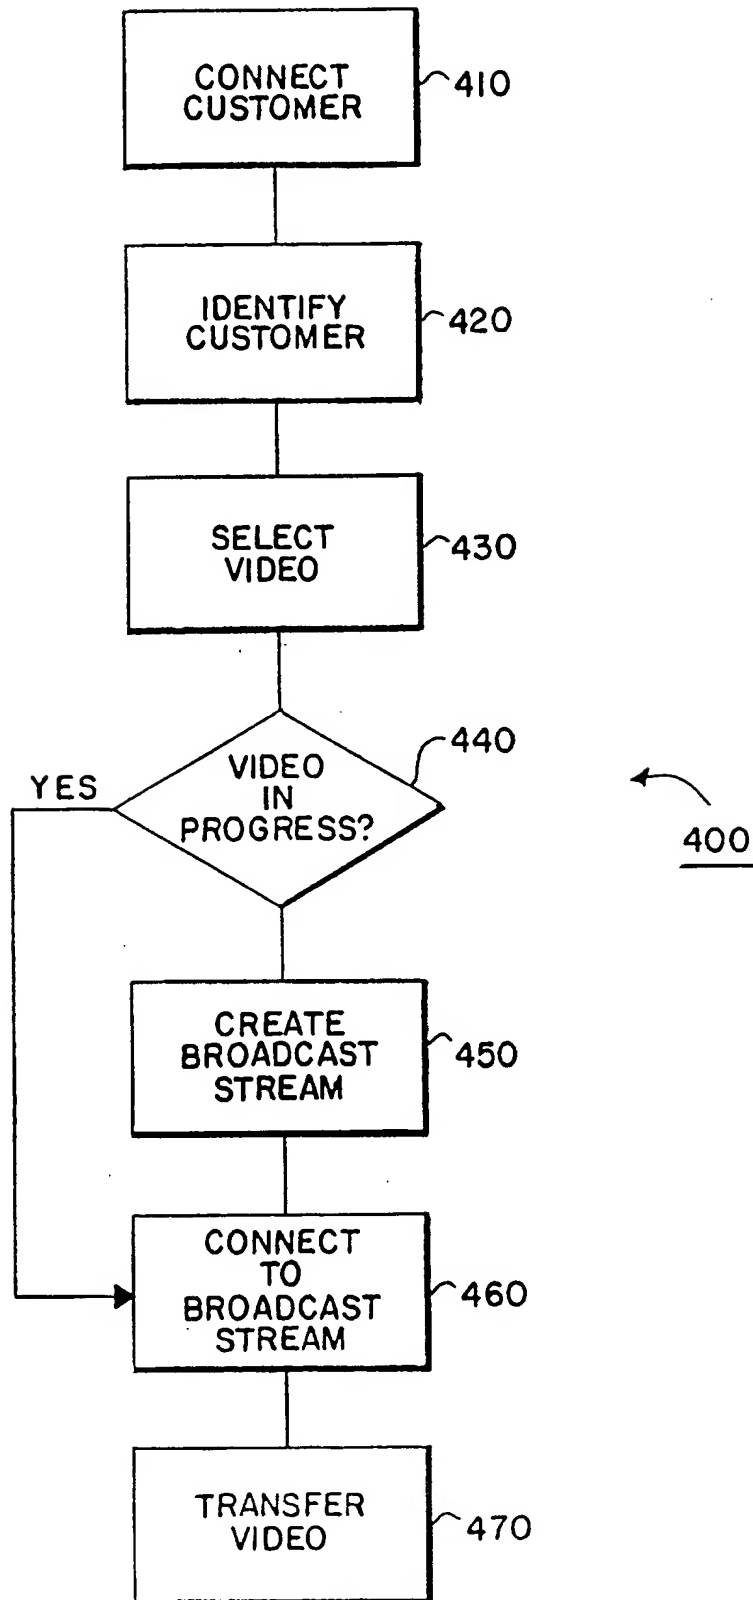 CONNECT
CUSTOMER
410
IDENTIFY
CUSTOMER
420
SELECT
VIDEO
430
440
VIDEO
IN
PROGRESS?
YES
400
CREATE
BROADCAST
STREAM
450
CONNECT
TO
BROADCAST
STREAM
460
TRANSFER
VIDEO
470